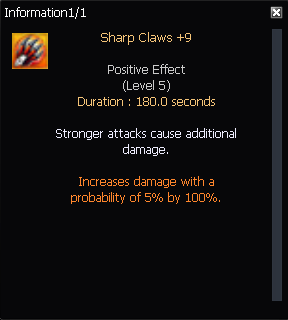 Information1/1
Sharp Claws +9
Positive Effect
(Level 5)
Duration : 180.0 seconds
Stronger attacks cause additional
damage.
Increases damage with a
probability of 5% by 100%.